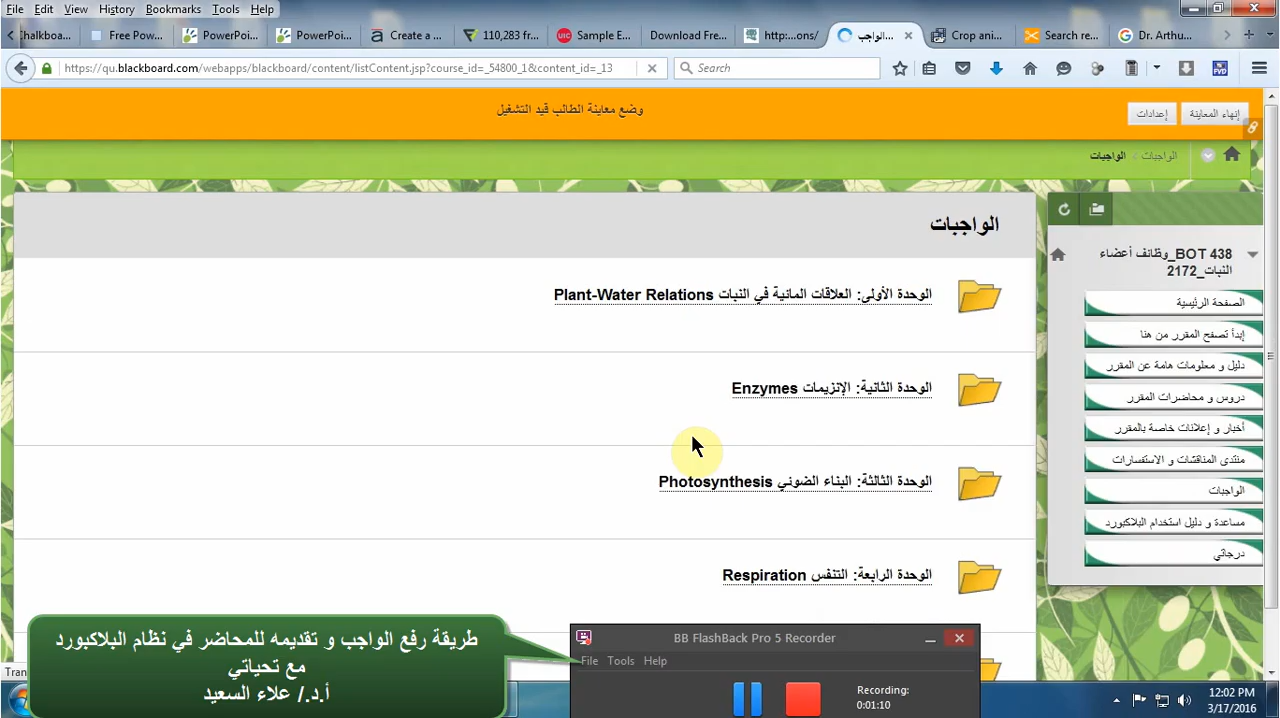 File Edit View History Bookmarks Tools Help
Chalkboa... Free Pow... PowerPoi... PowerPoi... Create a ... 110,283 fr... Sample E... Download Fre... http:...ons/ الواجب... Crop ani... Search re... Dr. Arthu...
https://qu.blackboard.com/webapps/blackboard/content/listContent.jsp?course_id=_54800_1&content_id=_13 Search
وضع معاينة الطالب قيد التشغيل
إنهاء المعاينة إعدادات
الواجبات الواجبات
الواجبات
الوحدة الأولى: العلاقات المائية في النبات Plant-Water Relations
الوحدة الثانية: الإنزيمات Enzymes
الوحدة الثالثة: البناء الضوئي Photosynthesis
الوحدة الرابعة: التنفس Respiration
BOT 438_وظائف أعضاء
النبات_2172
الصفحة الرئيسية
إبدأ تصفح المقرر من هنا
دليل و معلومات هامة عن المقرر
دروس و محاضرات المقرر
أخبار و إعلانات خاصة بالمقرر
منتدى المناقشات و الاستفسارات
الواجبات
مساعدة و دليل استخدام البلاكبورد
درجاتي
طريقة رفع الواجب و تقديمه للمحاضر في نظام البلاكبورد
مع تحياتي
أ.د./ علاء السعيد
BB FlashBack Pro 5 Recorder
File Tools Help
Recording:
0:01:10
Tran
12:02 PM
3/17/2016